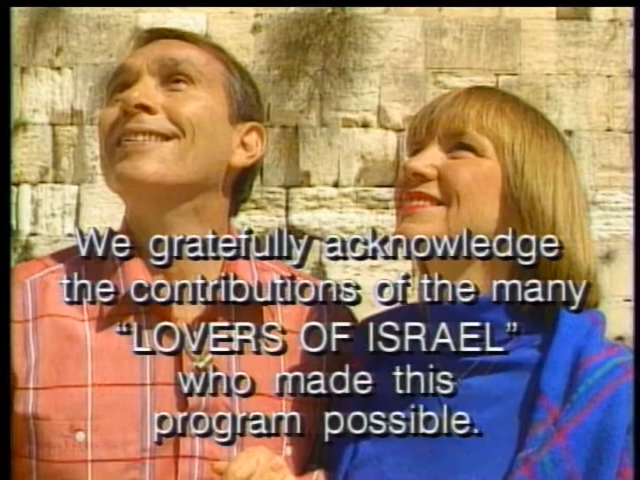 We gratefully acknowledge
the contributions of the many
“LOVERS OF ISRAEL”
who made this
program possible.